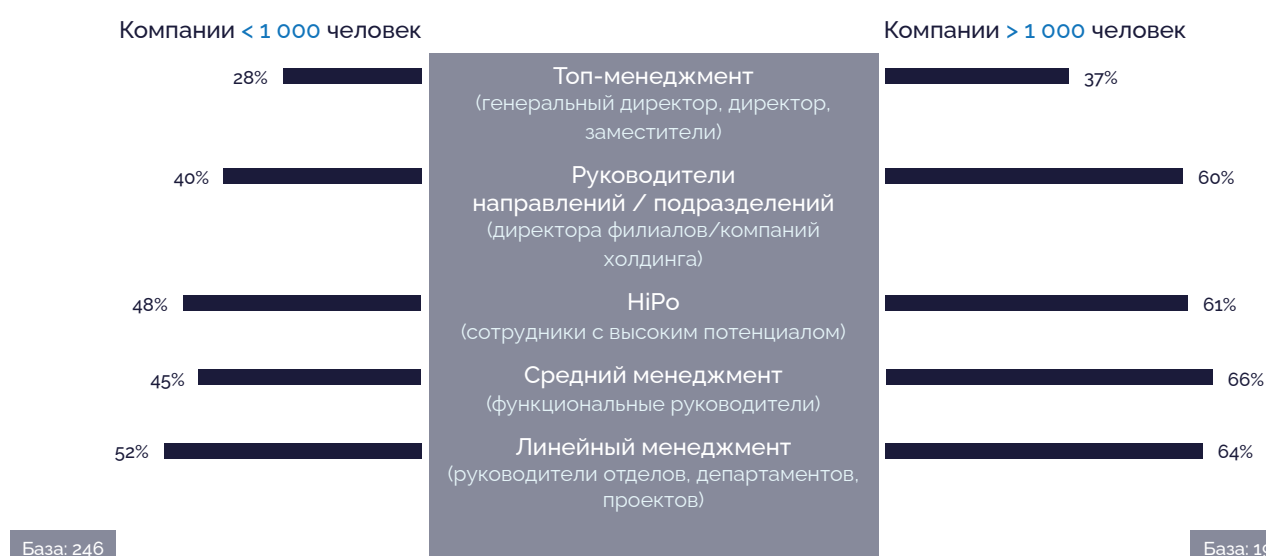 Компании < 1 000 человек
Компании > 1 000 человек
28%
Топ-менеджмент
37%
(генеральный директор, директор,
заместители)
40%
Руководители
60%
направлений / подразделений
(директора филиалов/компаний
холдинга)
48%
HiPo
61%
(сотрудники с высоким потенциалом)
45%
Средний менеджмент
66%
(функциональные руководители)
52%
Линейный менеджмент
64%
(руководители отделов, департаментов,
проектов)
База: 246
База: